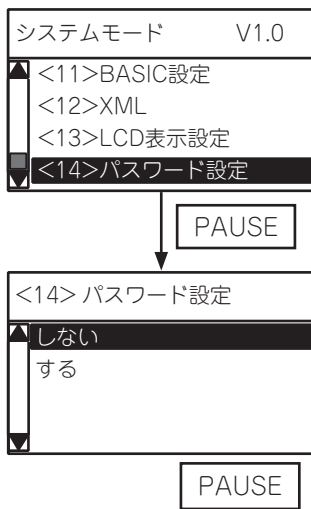 システムモード V1.0
<11>BASIC設定
<12>XML
<13>LCD表示設定
<14>パスワード設定
PAUSE
<14> パスワード設定
しない
する
PAUSE